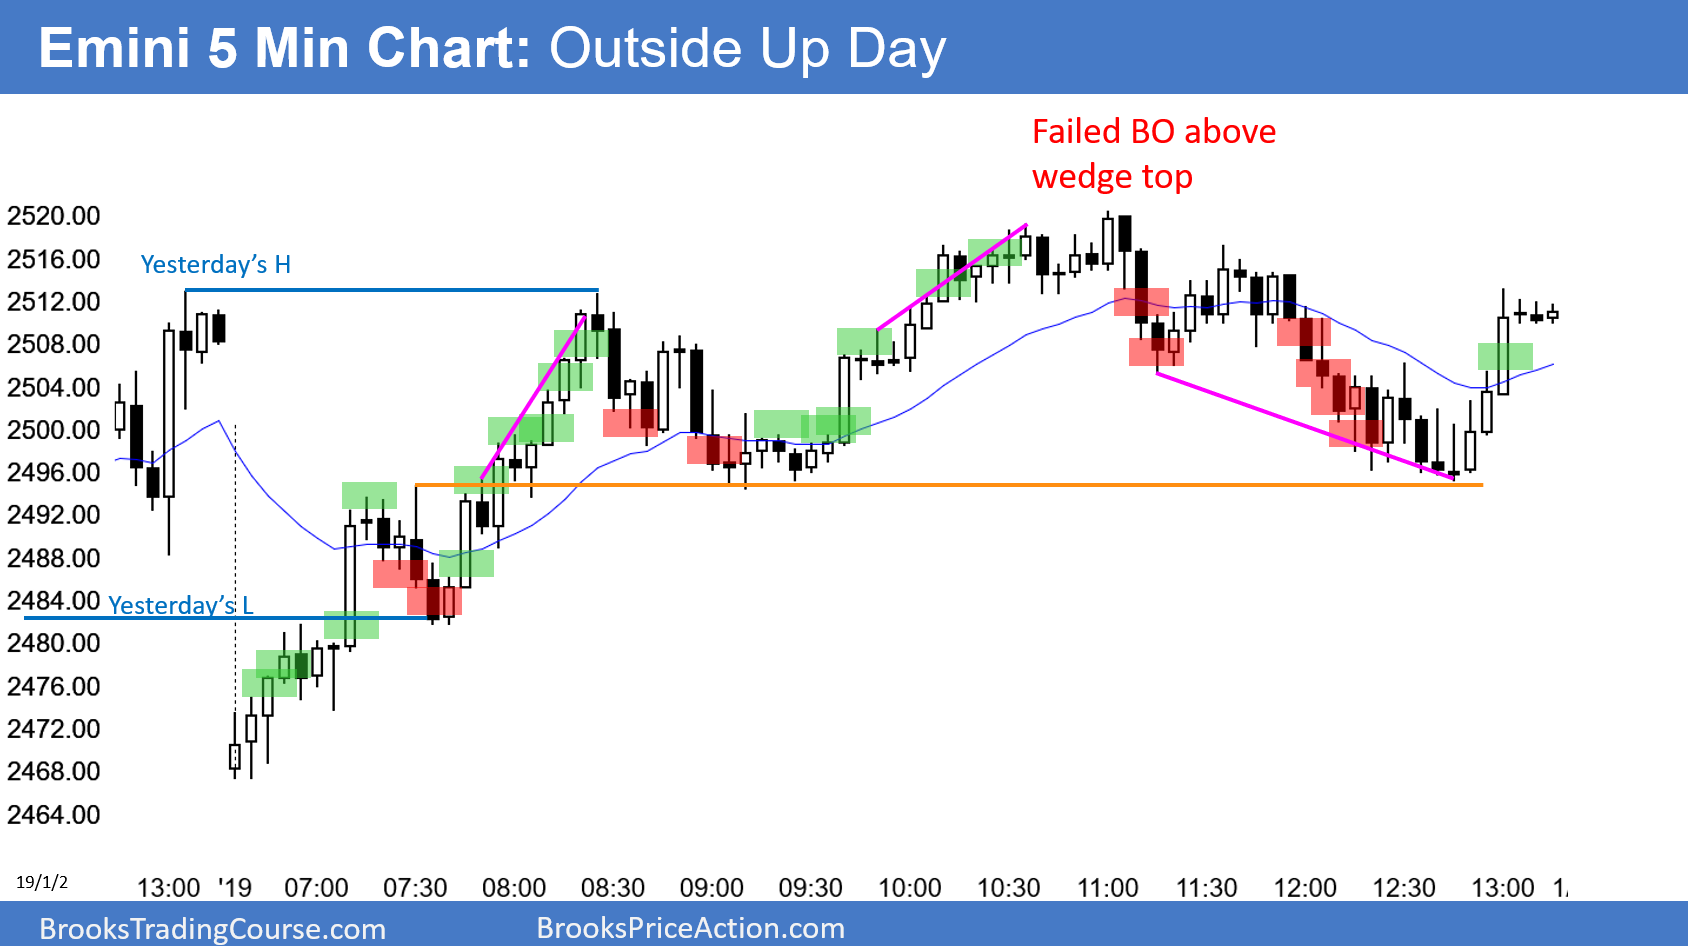 Emini 5 Min Chart: Outside Up Day
Failed BO above
wedge top
2520.00
2516.00
Yesterday's H
2512.00
2508.00
2504.00
2500.00
2496.00
2492.00
2488.00
2484.00
Yesterday's L
2480.00
2476.00
2472.00
2468.00
2464.00
19/1/2
13:00 '19 07:00 07:30 08:00 08:30 09:00 09:30 10:00 10:30 11:00 11:30 12:00 12:30 13:00
BrooksTradingCourse.com BrooksPriceAction.com